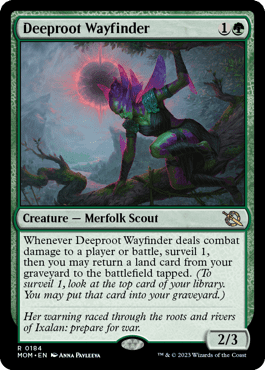 Deeproot Wayfinder 1
Creature — Merfolk Scout
Whenever Deeproot Wayfinder deals combat
damage to a player or battle, surveil 1,
then you may return a land card from your
graveyard to the battlefield tapped. (To
surveil 1, look at the top card of your library.
You may put that card into your graveyard.)
Her warning raced through the roots and rivers
of Ixalan: prepare for war.
2/3
R 0184
MOM • EN ANNA PAVLEEVA
™ & © 2023 Wizards of the Coast